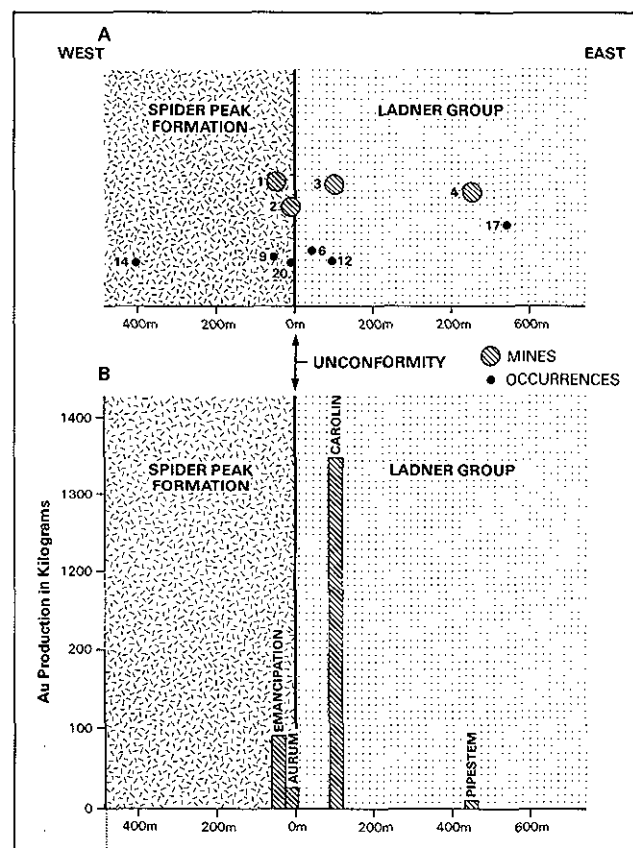 A
WEST EAST
SPIDER PEAK
FORMATION
LADNER GROUP
1
3
4
2
17
6
9
14
12
20
400m 200m 0m 200m 200m 600m
UNCONFORMITY
MINES
OCCURRENCES
B
1400
1300
1200
200
100
0
Au Production in Kilograms
SPIDER PEAK
FORMATION
LADNER GROUP
EMANCIPATION
AURUM
CAROLIN
PIPESTEM
400m 200m 0m 200m 400m 600m